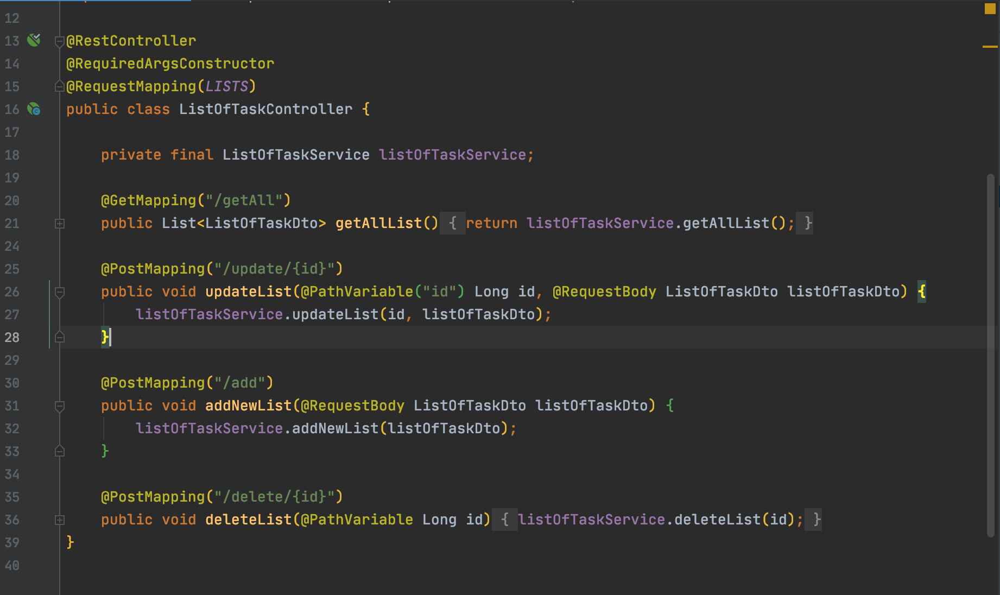 12
13 @RestController
14 @RequiredArgsConstructor
15 @RequestMapping(LISTS)
16 public class ListOfTaskController {
17
18 private final ListOfTaskService listOfTaskService;
19
20 @GetMapping("/getAll")
21 public List<ListOfTaskDto> getAllList() { return listOfTaskService.getAllList(); }
24
25 @PostMapping("/update/{id}")
26 public void updateList(@PathVariable("id") Long id, @RequestBody ListOfTaskDto listOfTaskDto) {
27 listOfTaskService.updateList(id, listOfTaskDto);
28 }
29
30 @PostMapping("/add")
31 public void addNewList(@RequestBody ListOfTaskDto listOfTaskDto) {
32 listOfTaskService.addNewList(listOfTaskDto);
33 }
34
35 @PostMapping("/delete/{id}")
36 public void deleteList(@PathVariable Long id) { listOfTaskService.deleteList(id); }
39 }
40